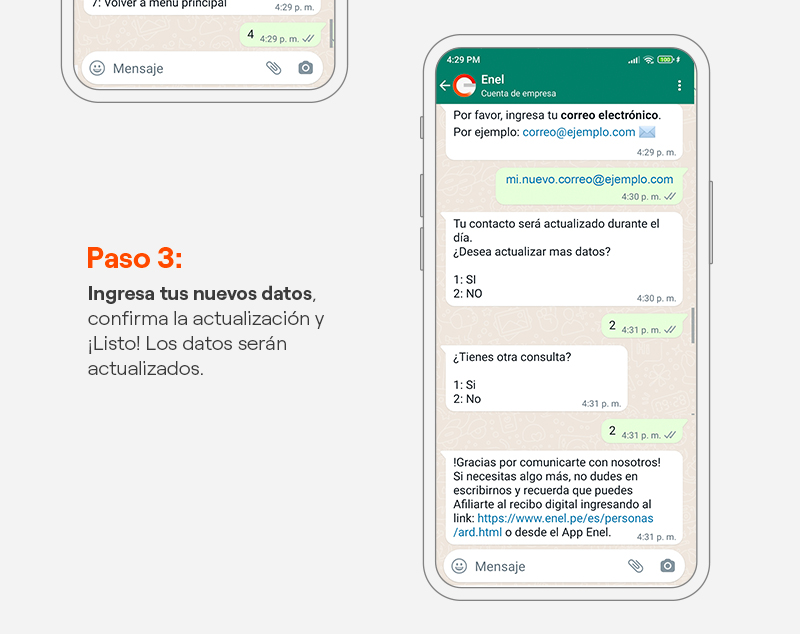 7: Volver a menú principal
4:29 p. m.
4 4:29 p. m.
Mensaje
Paso 3:
Ingresa tus nuevos datos,
confirma la actualización y
¡Listo! Los datos serán
actualizados.
4:29 PM
100
Enel
Cuenta de empresa
Por favor, ingresa tu correo electrónico.
Por ejemplo: correo@ejemplo.com
4:29 p. m.
mi.nuevo.correo@ejemplo.com
4:30 p. m.
Tu contacto será actualizado durante el
día.
¿Desea actualizar mas datos?
1: SI
2: NO
4:30 p. m.
2 4:31 p. m.
¿Tienes otra consulta?
1: Si
2: No
4:31 p. m.
2 4:31 p. m.
!Gracias por comunicarte con nosotros!
Si necesitas algo más, no dudes en
escribirnos y recuerda que puedes
Afiliarte al recibo digital ingresando al
link: https://www.enel.pe/es/personas
/ard.html o desde el App Enel.
4:31 p. m.
Mensaje